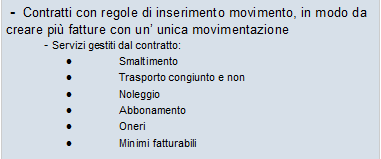 - Contratti con regole di inserimento movimento, in modo da
creare più fatture con un' unica movimentazione
- Servizi gestiti dal contratto:
● Smaltimento
● Trasporto congiunto e non
● Noleggio
● Abbonamento
● Oneri
● Minimi fatturabili